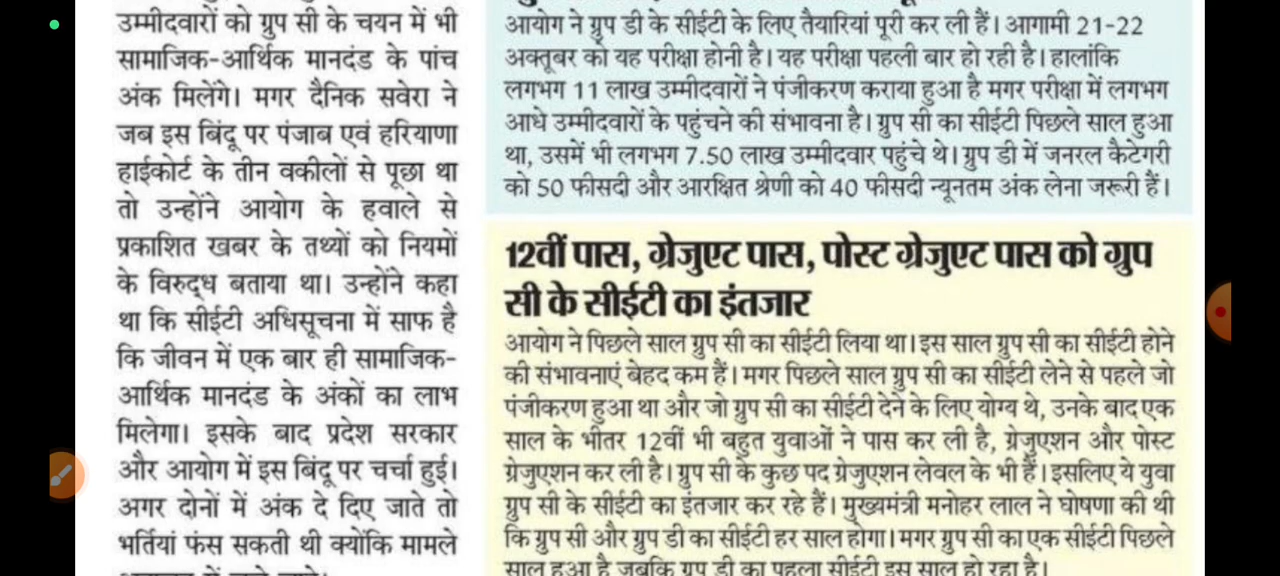 उम्मीदवारों को ग्रुप सी के चयन में भी
सामाजिक-आर्थिक मानदंड के पांच
अंक मिलेंगे। मगर दैनिक सवेरा ने
जब इस बिंदू पर पंजाब एवं हरियाणा
हाईकोर्ट के तीन वकीलों से पूछा था
तो उन्होंने आयोग के हवाले से
प्रकाशित खबर के तथ्यों को नियमों
के विरुद्ध बताया था। उन्होंने कहा
था कि सीईटी अधिसूचना में साफ है
कि जीवन में एक बार ही सामाजिक-
आर्थिक मानदंड के अंकों का लाभ
मिलेगा। इसके बाद प्रदेश सरकार
और आयोग में इस बिंदू पर चर्चा हुई।
अगर दोनों में अंक दे दिए जाते तो
भर्तियां फंस सकती थी क्योंकि मामले
आयोग ने ग्रुप डी के सीईटी के लिए तैयारियां पूरी कर ली हैं। आगामी 21-22
अक्तूबर को यह परीक्षा होनी है। यह परीक्षा पहली बार हो रही है। हालांकि
लगभग 11 लाख उम्मीदवारों ने पंजीकरण कराया हुआ है मगर परीक्षा में लगभग
आधे उम्मीदवारों के पहुंचने की संभावना है। ग्रुप सी का सीईटी पिछले साल हुआ
था, उसमें भी लगभग 7.50 लाख उम्मीदवार पहुंचे थे। ग्रुप डी में जनरल कैटेगरी
को 50 फीसदी और आरक्षित श्रेणी को 40 फीसदी न्यूनतम अंक लेना जरूरी हैं।
12वीं पास, ग्रेजुएट पास, पोस्ट ग्रेजुएट पास को ग्रुप
सी के सीईटी का इंतजार
आयोग ने पिछले साल ग्रुप सी का सीईटी लिया था। इस साल ग्रुप सी का सीईटी होने
की संभावनाएं बेहद कम हैं। मगर पिछले साल ग्रुप सी का सीईटी लेने से पहले जो
पंजीकरण हुआ था और जो ग्रुप सी का सीईटी देने के लिए योग्य थे, उनके बाद एक
साल के भीतर 12वीं भी बहुत युवाओं ने पास कर ली है, ग्रेजुएशन और पोस्ट
ग्रेजुएशन कर ली है। ग्रुप सी के कुछ पद ग्रेजुएशन लेवल के भी हैं। इसलिए ये युवा
ग्रुप सी के सीईटी का इंतजार कर रहे हैं। मुख्यमंत्री मनोहर लाल ने घोषणा की थी
कि ग्रुप सी और ग्रुप डी का सीईटी हर साल होगा। मगर ग्रुप सी का एक सीईटी पिछले
साल हुआ है जबकि ग्रुप डी का पहला सीईटी इस साल हो रहा है।